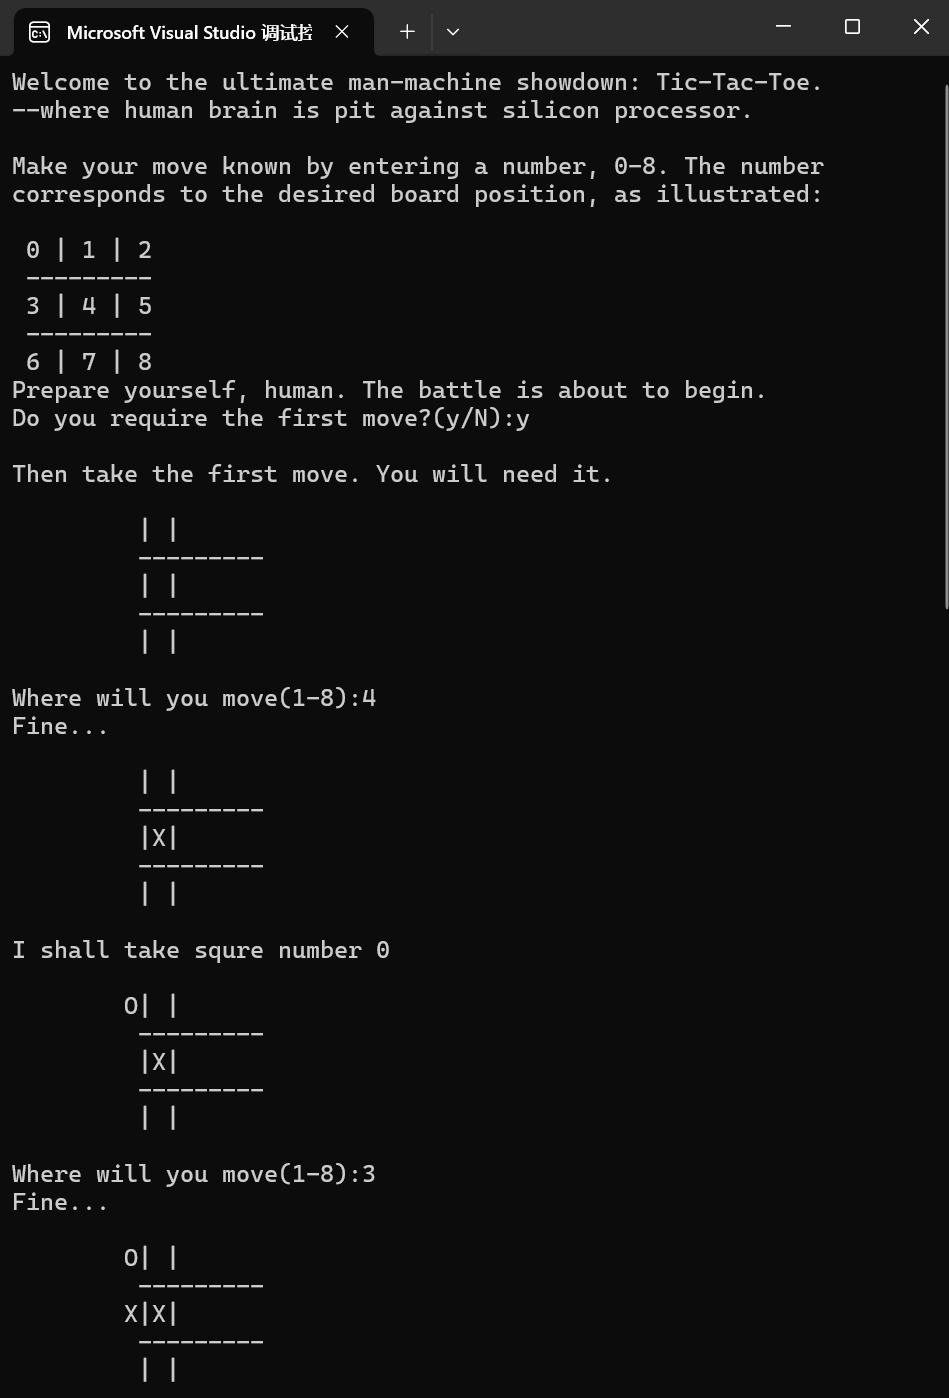 Microsoft Visual Studio 调试控
Welcome to the ultimate man-machine showdown: Tic-Tac-Toe.
--where human brain is pit against silicon processor.
Make your move known by entering a number, 0-8. The number
corresponds to the desired board position, as illustrated:
0 | 1 | 2
---------
3 | 4 | 5
---------
6 | 7 | 8
Prepare yourself, human. The battle is about to begin.
Do you require the first move?(y/N):y
Then take the first move. You will need it.
| |
---------
| |
---------
| |
Where will you move(1-8):4
Fine...
| |
---------
|X|
---------
| |
I shall take squre number 0
O| |
---------
|X|
---------
| |
Where will you move(1-8):3
Fine...
O| |
---------
X|X|
---------
| |